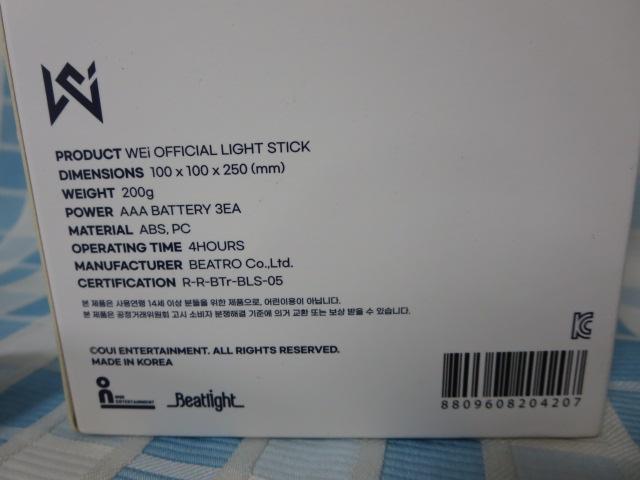 WEi
PRODUCT WEi OFFICIAL LIGHT STICK
DIMENSIONS 100 x 100 x 250 (mm)
WEIGHT 200g
POWER AAA BATTERY 3EA
MATERIAL ABS, PC
OPERATING TIME 4HOURS
MANUFACTURER BEATRO Co.,Ltd.
CERTIFICATION R-R-BTr-BLS-05
본 제품은 사용연령 14세 이상 분들을 위한 제품으로, 어린이용이 아닙니다.
본 제품은 공정거래위원회 고시 소비자 분쟁해결 기준에 의거 교환 또는 보상 받을 수 있습니다.
©OUI ENTERTAINMENT. ALL RIGHTS RESERVED.
MADE IN KOREA
ENTERTAINMENT
Beatlight
KC
8809608204207